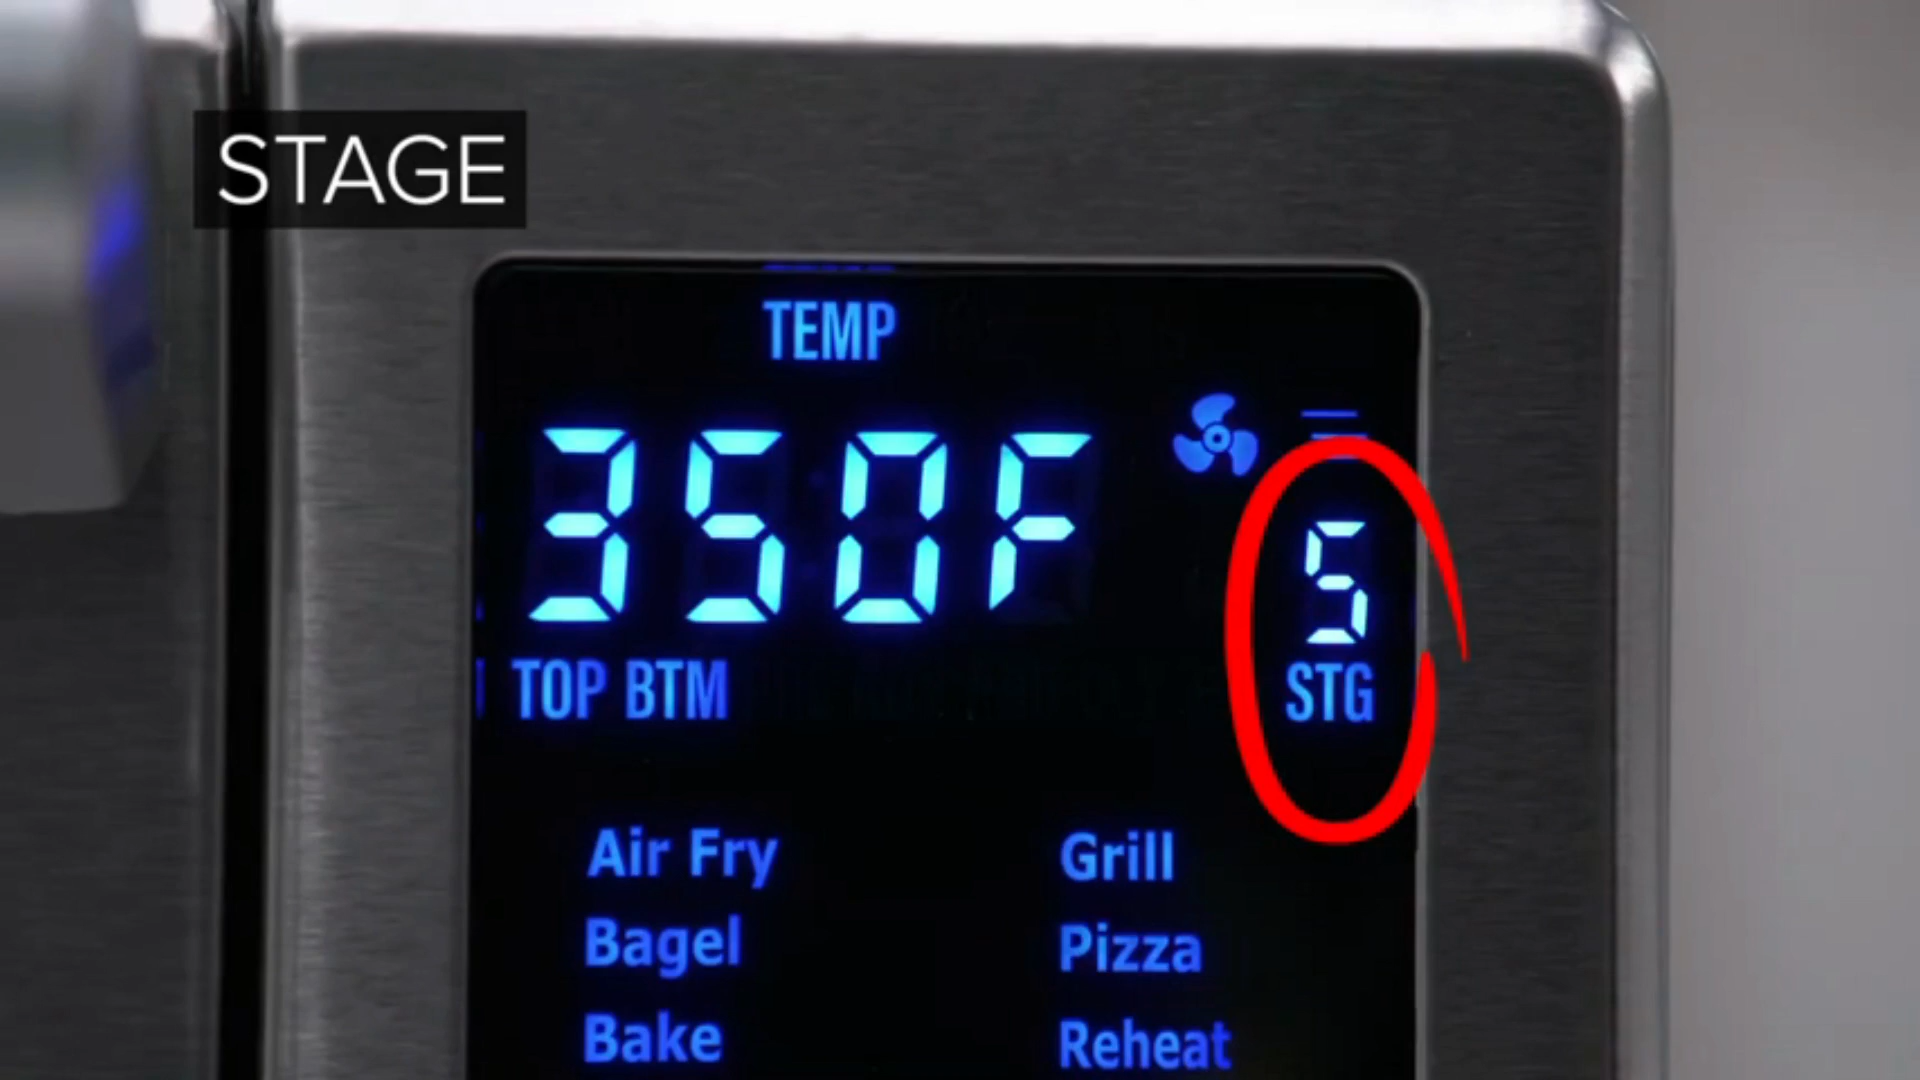 STAGE
TEMP
350F
5
TOP BTM
STG
Air Fry
Grill
Bagel
Pizza
Bake
Reheat